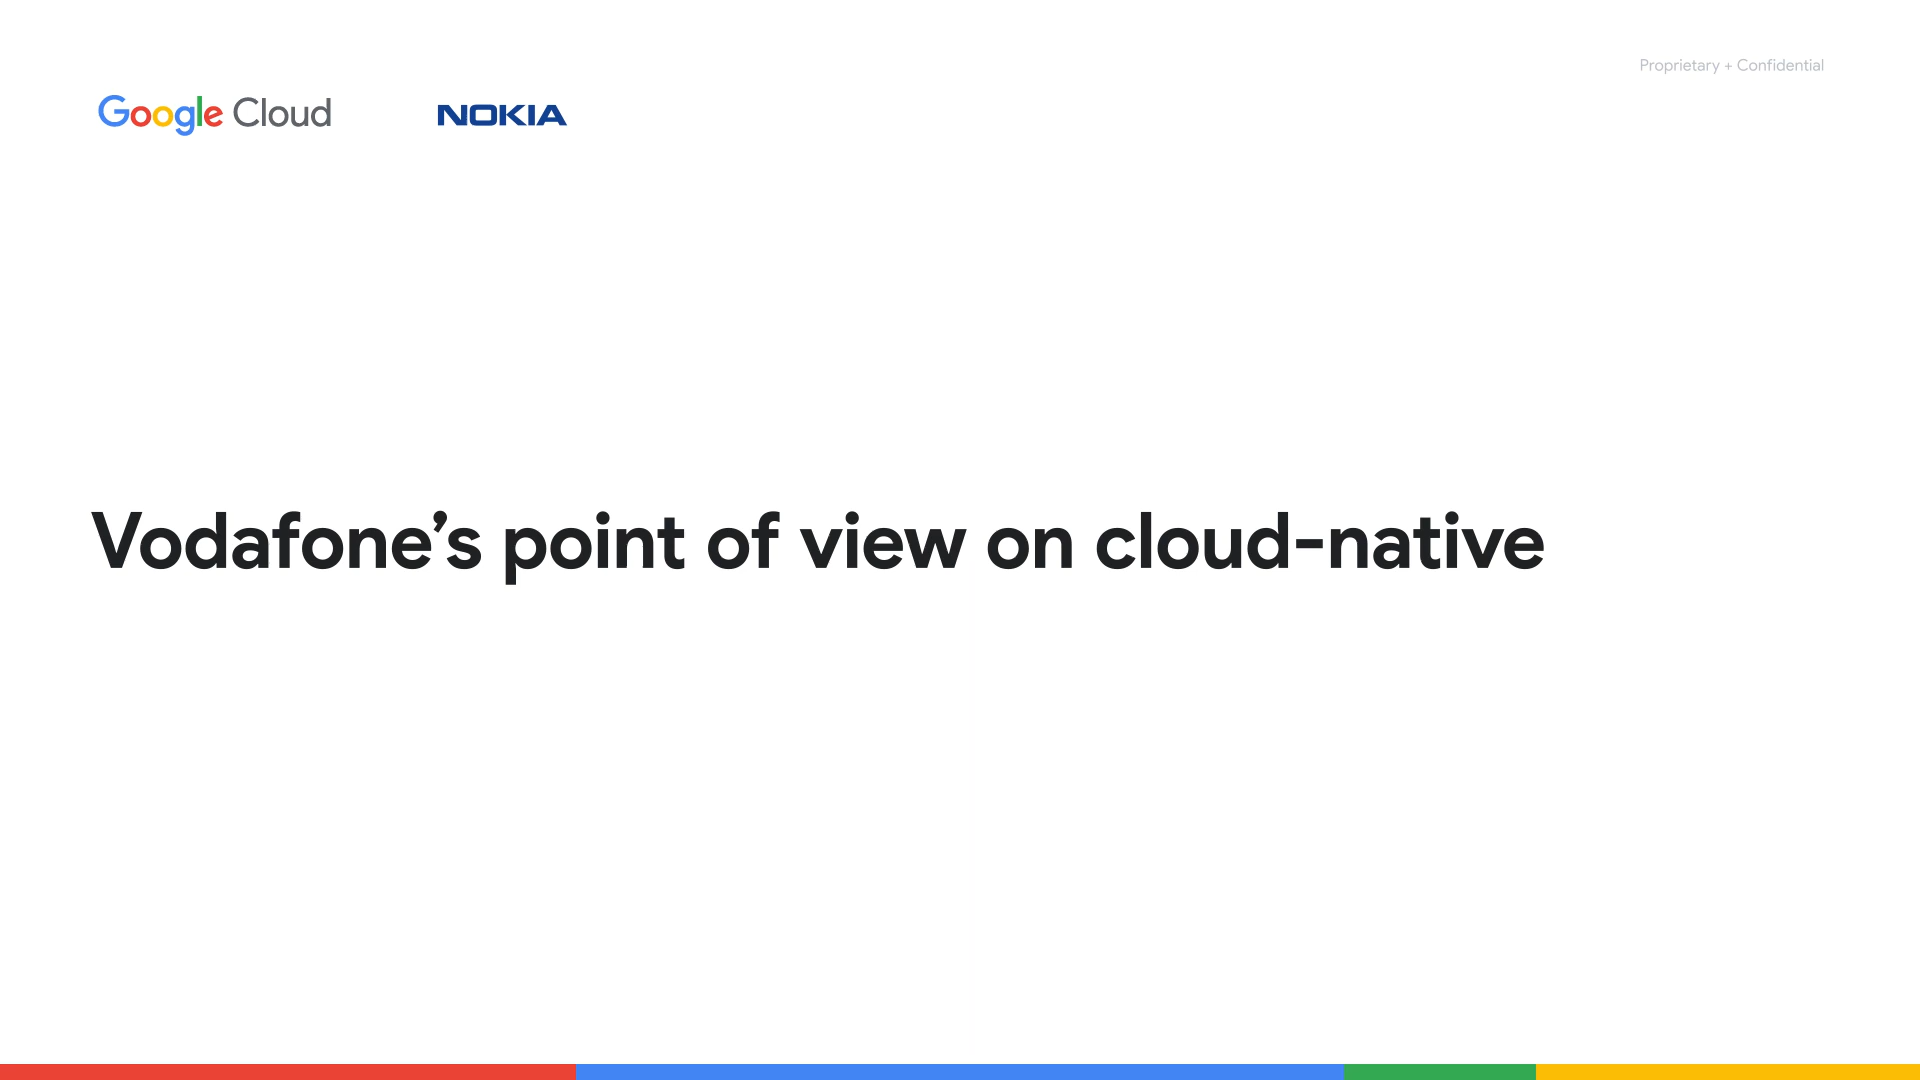 Proprietary + Confidential
Google Cloud
NOKIA
Vodafone’s point of view on cloud-native